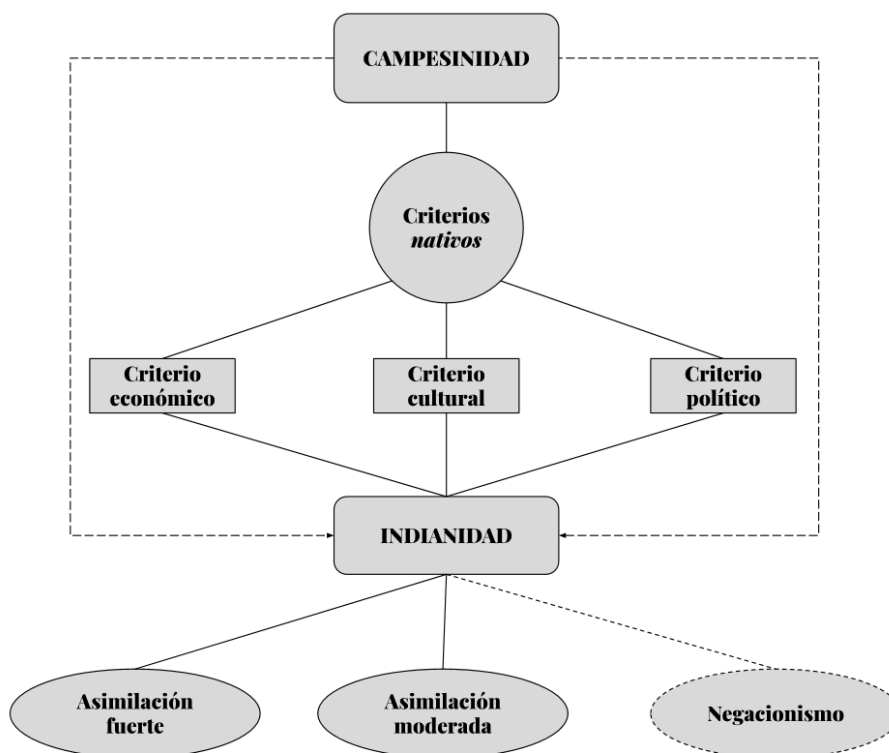 CAMPESINIDAD
Criterios
nativos
Criterio
económico
Criterio
cultural
Criterio
político
INDIANIDAD
Asimilación
fuerte
Asimilación
moderada
Negacionismo